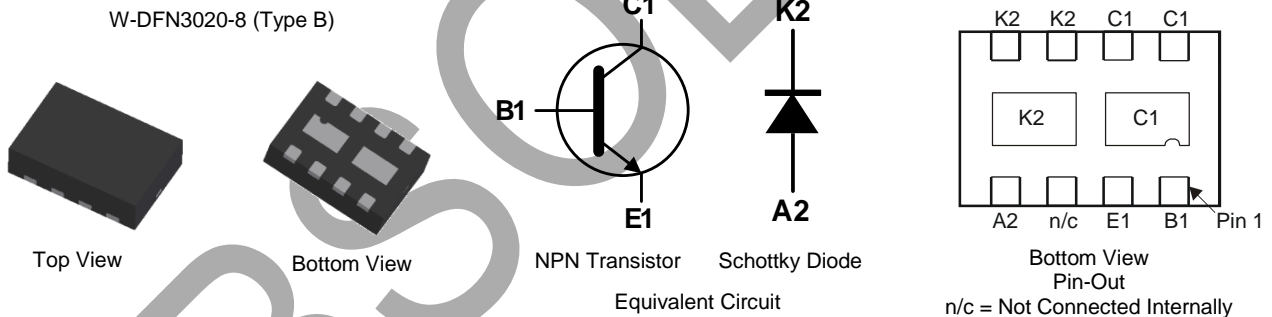 W-DFN3020-8 (Type B)
Top View
Bottom View
C1
B1
E1
NPN Transistor
K2
A2
Schottky Diode
Equivalent Circuit
K2 K2 C1 C1
K2 C1
A2 n/c E1 B1 Pin 1
Bottom View
Pin-Out
n/c = Not Connected Internally